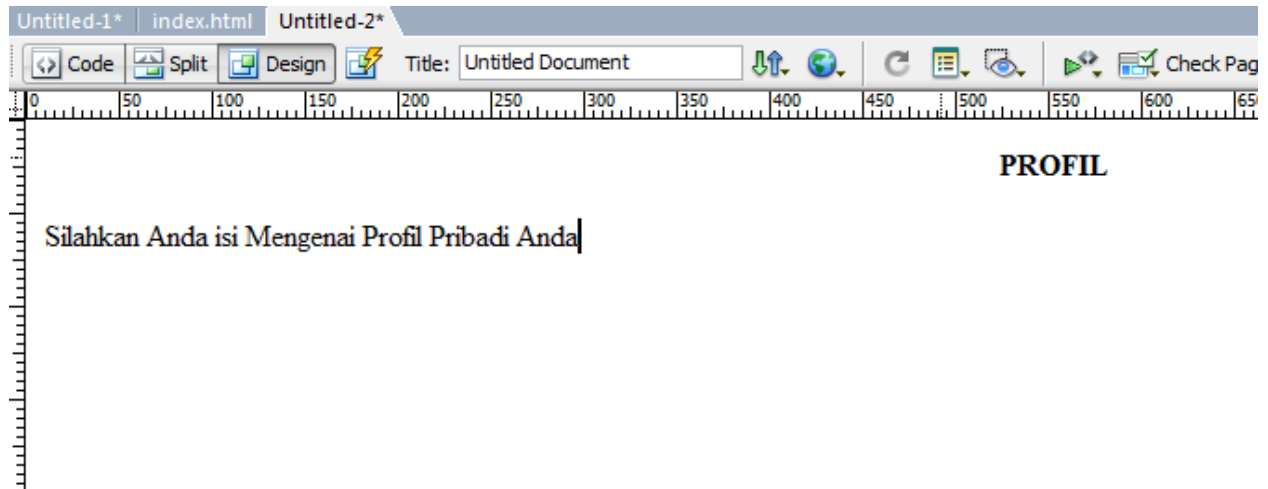 Untitled-1* index.html Untitled-2*
Code Split Design Title: Untitled Document Check Pag
0 50 100 150 200 250 300 350 400 450 500 550 600 65
PROFIL
Silahkan Anda isi Mengenai Profil Pribadi Anda